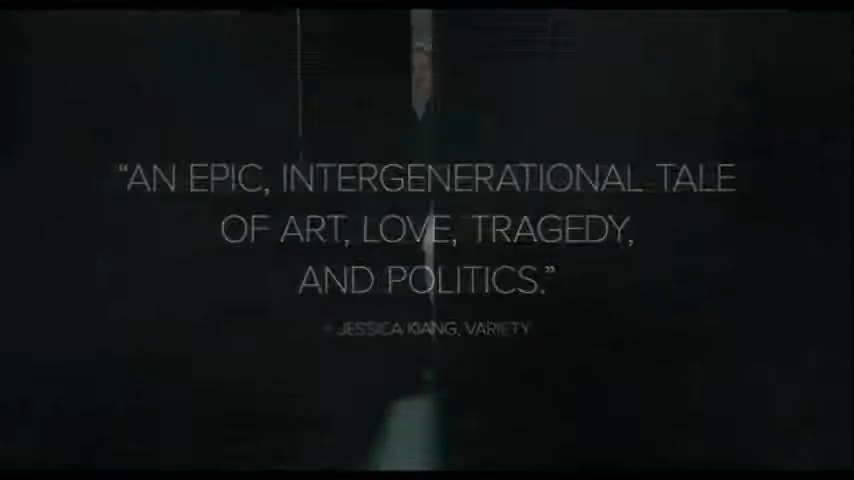 “AN EPIC, INTERGENERATIONAL TALE
OF ART, LOVE, TRAGEDY,
AND POLITICS.”
- JESSICA KIANG, VARIETY